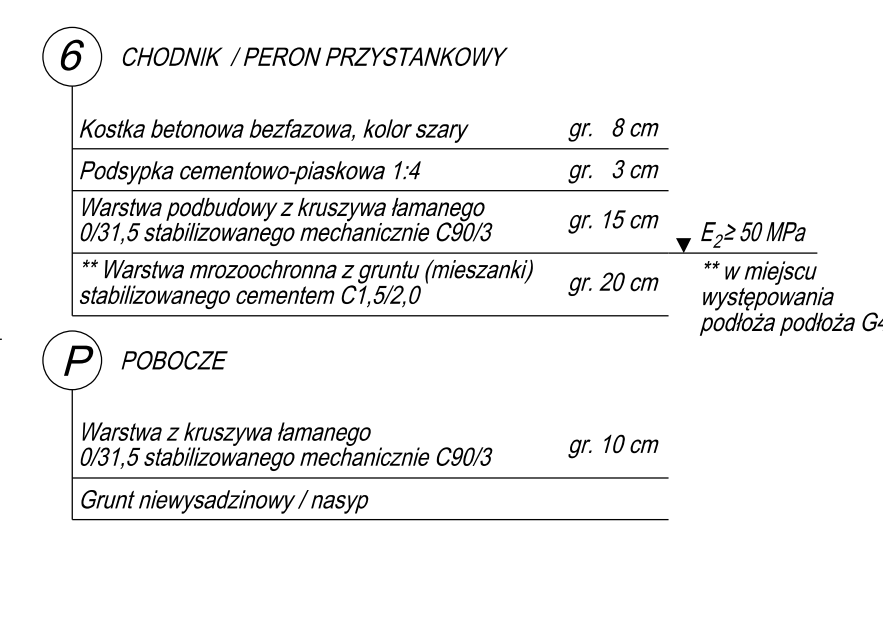 6 CHODNIK / PERON PRZYSTANKOWY
Kostka betonowa bezfazowa, kolor szary gr. 8 cm
Podsypka cementowo-piaskowa 1:4 gr. 3 cm
Warstwa podbudowy z kruszywa łamanego
0/31,5 stabilizowanego mechanicznie C90/3 gr. 15 cm
E2≥ 50 MPa
** Warstwa mrozoochronna z gruntu (mieszanki)
stabilizowanego cementem C1,5/2,0 gr. 20 cm
** w miejscu
występowania
podłoża podłoża G4
P POBOCZE
Warstwa z kruszywa łamanego
0/31,5 stabilizowanego mechanicznie C90/3 gr. 10 cm
Grunt niewysadzinowy / nasyp